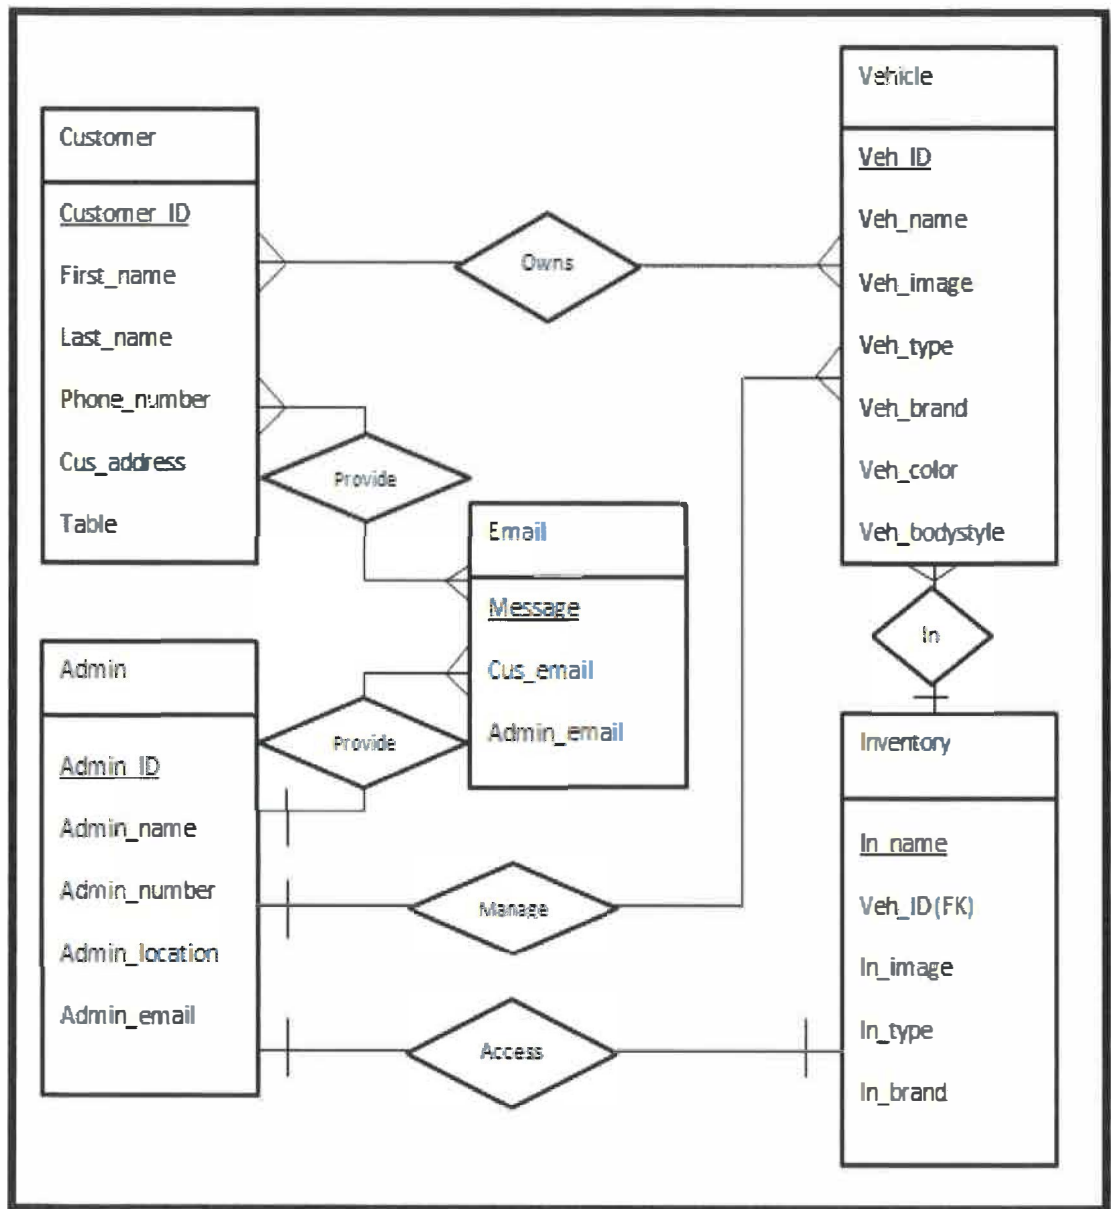 Customer
Customer_ID
First_name
Last_name
Phone_number
Cus_address
Table
Owns
Vehicle
Veh_ID
Veh_name
Veh_image
Veh_type
Veh_brand
Veh_color
Veh_bodystyle
Provide
Email
Message
Cus_email
Admin_email
In
Admin
Admin_ID
Admin_name
Admin_number
Admin_location
Admin_email
Provide
Manage
Access
Inventory
In_name
Veh_ID(FK)
In_image
In_type
In_brand